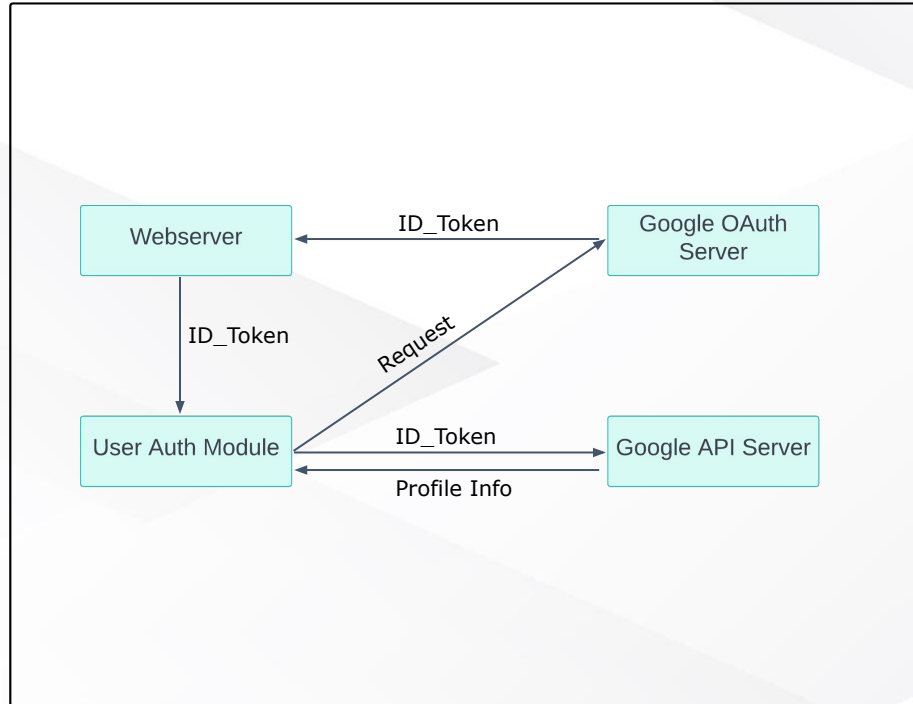 ID_Token
Webserver
Google OAuth
Server
ID_Token
Request
User Auth Module
ID_Token
Google API Server
Profile Info